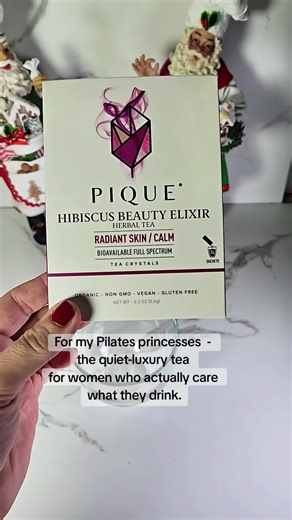 PIQUE
HIBISCUS BEAUTY ELIXIR
HERBAL TEA
RADIANT SKIN / CALM
BIOAVAILABLE FULL SPECTRUM
TEA CRYSTALS
SACHETS
ORGANIC · NON GMO · VEGAN · GLUTEN FREE
For my Pilates princesses -
the quiet-luxury tea
for women who actually care
what they drink.